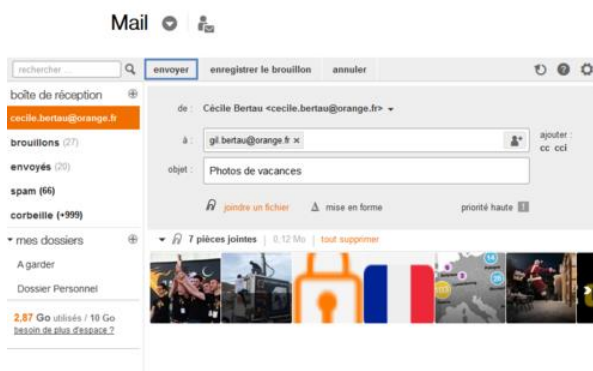 Mail
rechercher ...
envoyer enregistrer le brouillon annuler
boîte de réception
cecile.bertau@orange.fr
brouillons (27)
envoyés (20)
spam (66)
corbeille (+999)
mes dossiers
A garder
Dossier Personnel
2,87 Go utilisés / 10 Go
besoin de plus d'espace ?
de : Cécile Bertau <cecile.bertau@orange.fr>
à : gil.bertau@orange.fr ×
ajouter :
cc cci
objet : Photos de vacances
joindre un fichier mise en forme priorité haute
7 pièces jointes | 0,12 Mo | tout supprimer